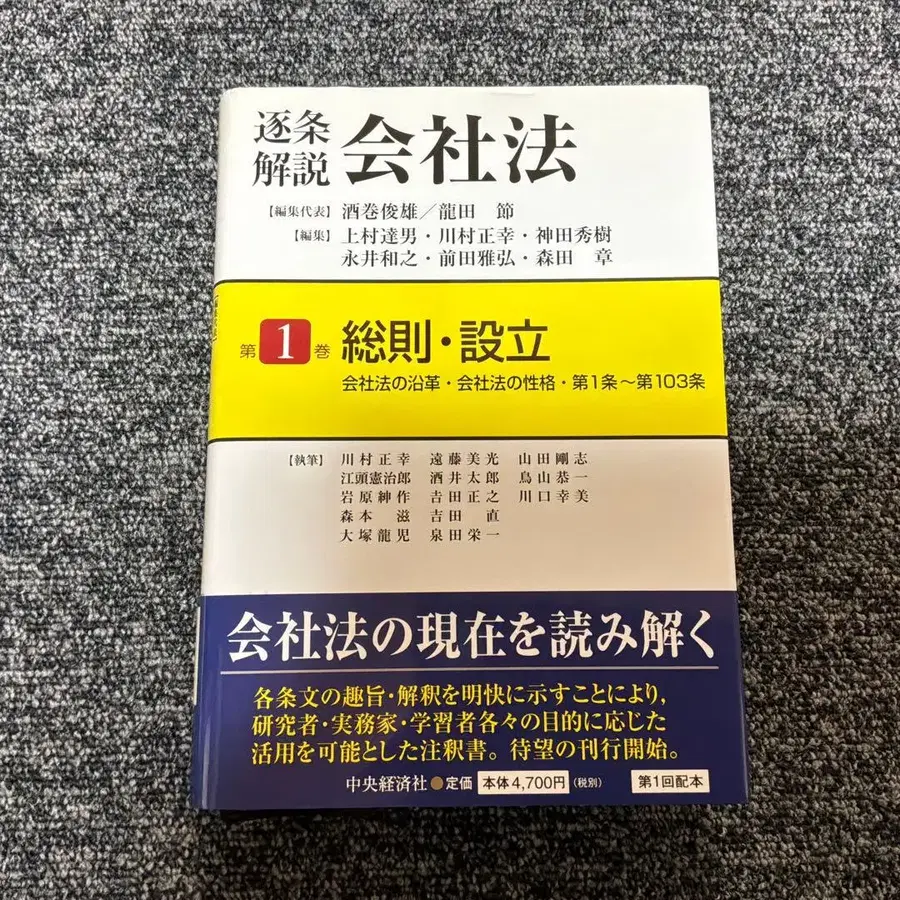 逐条解説 会社法
【編集代表】酒巻俊雄／龍田 節
【編集】上村達男・川村正幸・神田秀樹
永井和之・前田雅弘・森田 章
第1巻 総則・設立
会社法の沿革・会社法の性格・第1条～第103条
【執筆】川村正幸 遠藤美光 山田剛志
江頭憲治郎 酒井太郎 鳥山恭一
岩原紳作 𠮷田正之 川口幸美
森本 滋 吉田 直
大塚龍児 泉田栄一
会社法の現在を読み解く
各条文の趣旨・解釈を明快に示すことにより,
研究者・実務家・学習者各々の目的に応じた
活用を可能とした注釈書。待望の刊行開始。
中央経済社●定価 本体4,700円（税別） 第1回配本